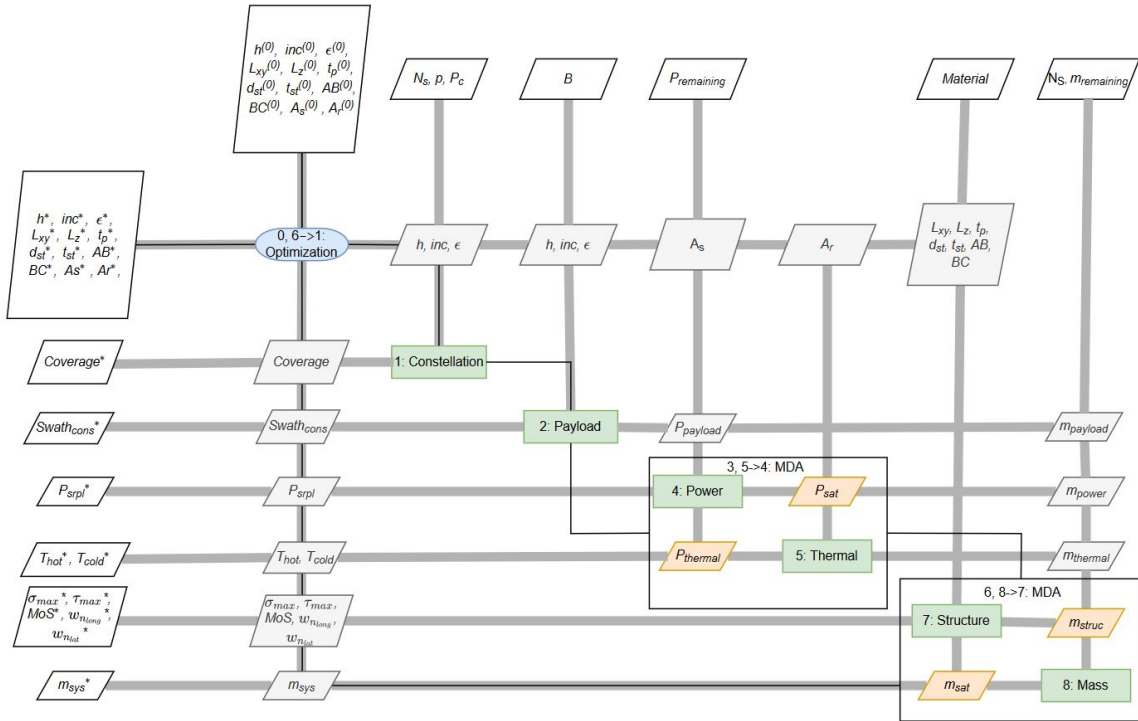 h(0), inc(0), ϵ(0),
Lxy(0), Lz(0), tp(0),
dst(0), tst(0), AB(0),
BC(0), As(0) , Ar(0)
Ns, p, Pc
B
Premaining
Material
NS, mremaining
h*, inc*, ϵ*,
Lxy*, Lz*, tp*,
dst*, tst*, AB*,
BC*, As* , Ar*,
0, 6->1:
Optimization
h, inc, ϵ
h, inc, ϵ
As
Ar
Lxy, Lz, tp,
dst, tst, AB,
BC
Coverage*
Coverage
1: Constellation
Swathcons*
Swathcons
2: Payload
Ppayload
mpayload
3, 5->4: MDA
Psrpl*
Psrpl
4: Power
Psat
mpower
Thot*, Tcold*
Thot, Tcold
Pthermal
5: Thermal
mthermal
6, 8->7: MDA
σmax*, τmax*,
MoS*, wnlong*,
wnlat*
σmax, τmax,
MoS, wnlong,
wnlat
7: Structure
mstruc
msys*
msys
msat
8: Mass